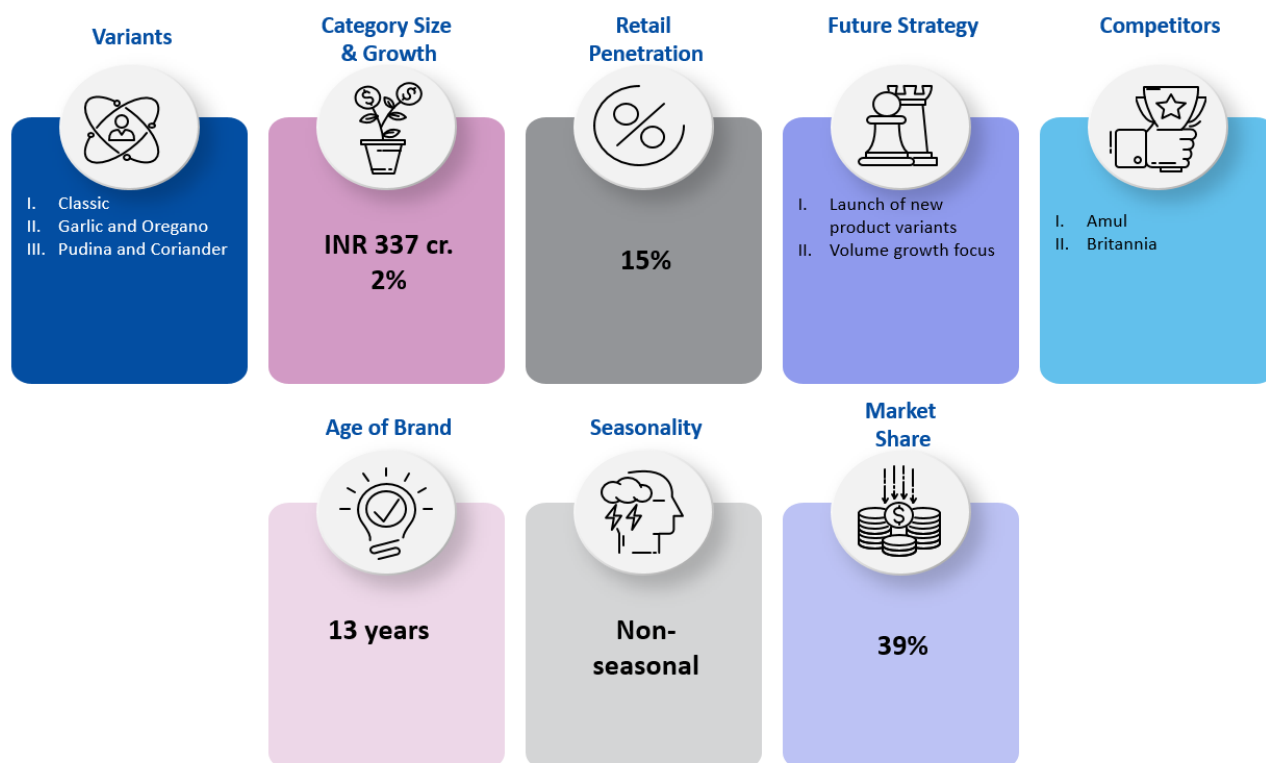 Variants
I. Classic
II. Garlic and Oregano
III. Pudina and Coriander
Category Size
& Growth
INR 337 cr.
2%
Retail
Penetration
15%
Future Strategy
I. Launch of new
product variants
II. Volume growth focus
Competitors
I. Amul
II. Britannia
Age of Brand
13 years
Seasonality
Non-
seasonal
Market
Share
39%